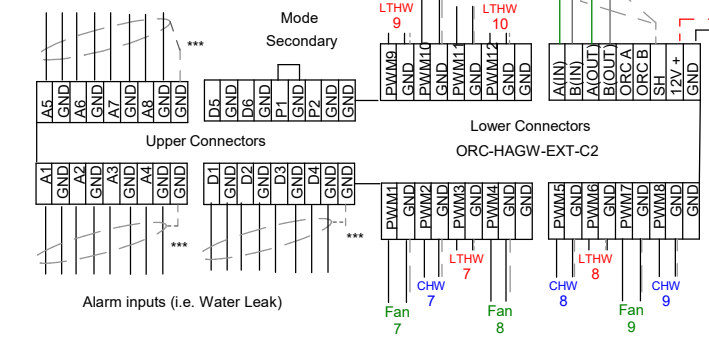 LTHW
9
LTHW
10
Mode
Secondary
***
A5
GND
A6
GND
A7
GND
A8
GND
GND
D5
GND
D6
GND
P1
GND
P2
GND
GND
PWM9
GND
PWM10
GND
PWM11
GND
PWM12
GND
GND
A(IN)
B(IN)
A(OUT)
B(OUT)
ORC A
ORC B
SH
12V +
GND
Upper Connectors
Lower Connectors
ORC-HAGW-EXT-C2
A1
GND
A2
GND
A3
GND
A4
GND
GND
D1
GND
D2
GND
D3
GND
D4
GND
GND
PWM1
GND
PWM2
GND
PWM3
GND
PWM4
GND
GND
PWM5
GND
PWM6
GND
PWM7
GND
PWM8
GND
GND
***
***
LTHW
7
LTHW
8
CHW
7
CHW
8
CHW
9
Alarm inputs (i.e. Water Leak)
Fan
7
Fan
8
Fan
9